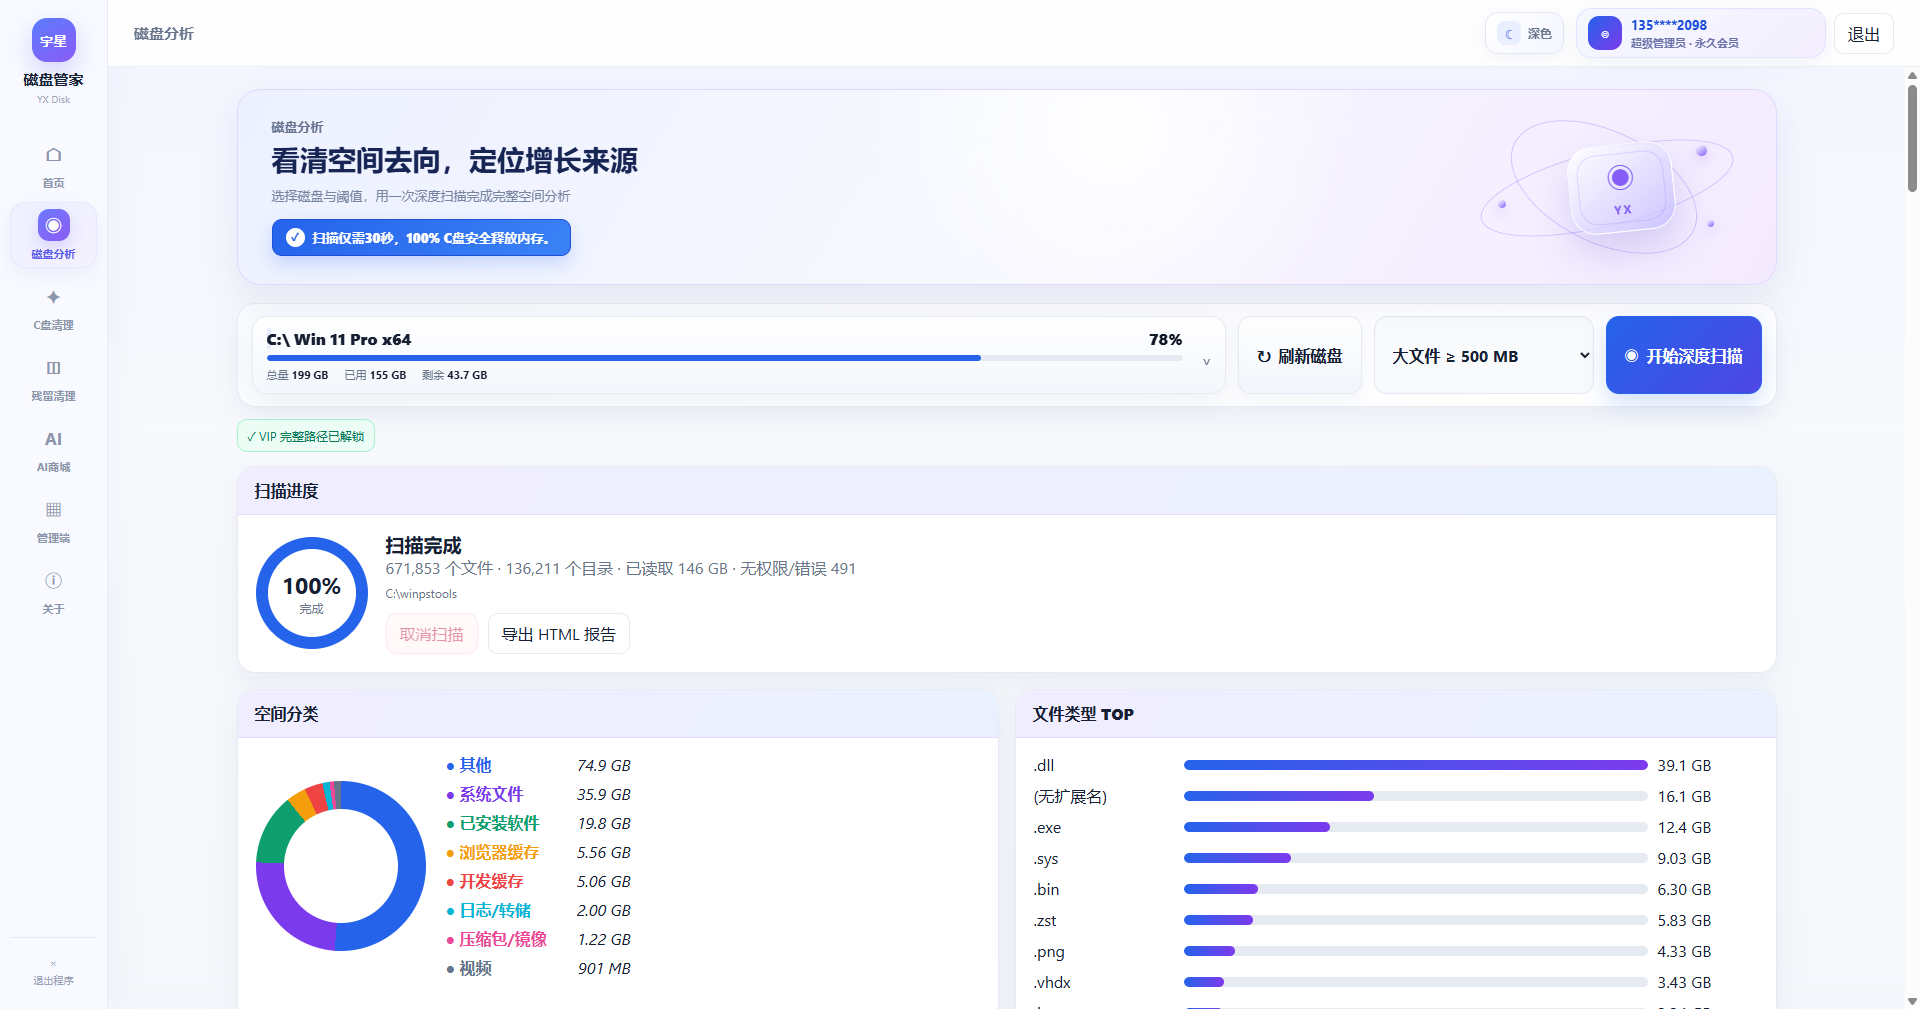 宇星
磁盘管家
YX Disk
首页
磁盘分析
C盘清理
残留清理
AI
AI商城
管理端
关于
×
退出程序
磁盘分析
深色
135****2098
超级管理员 · 永久会员
退出
磁盘分析
看清空间去向，定位增长来源
选择磁盘与阈值，用一次深度扫描完成完整空间分析
✓ 扫描仅需30秒，100% C盘安全释放内存。
YX
C:\ Win 11 Pro x64 78%
总量 199 GB 已用 155 GB 剩余 43.7 GB
↻ 刷新磁盘
大文件 ≥ 500 MB
◉ 开始深度扫描
✓ VIP 完整路径已解锁
扫描进度
100%
完成
扫描完成
671,853 个文件 · 136,211 个目录 · 已读取 146 GB · 无权限/错误 491
C:\winpstools
取消扫描
导出 HTML 报告
空间分类
其他 74.9 GB
系统文件 35.9 GB
已安装软件 19.8 GB
浏览器缓存 5.56 GB
开发缓存 5.06 GB
日志/转储 2.00 GB
压缩包/镜像 1.22 GB
视频 901 MB
文件类型 TOP
.dll 39.1 GB
(无扩展名) 16.1 GB
.exe 12.4 GB
.sys 9.03 GB
.bin 6.30 GB
.zst 5.83 GB
.png 4.33 GB
.vhdx 3.43 GB